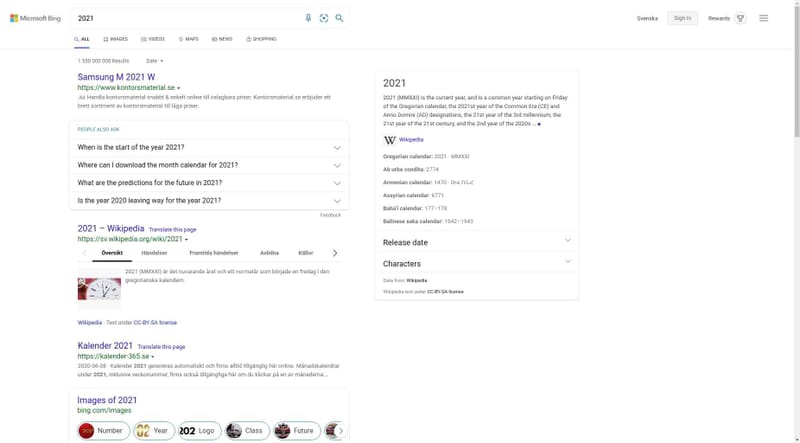 Microsoft Bing
2021
Svenska
Sign in
Rewards
ALL
IMAGES
VIDEOS
MAPS
NEWS
SHOPPING
1 550 000 000 Results
Date
Samsung M 2021 W
https://www.kontorsmaterial.se
Ad Handla kontorsmaterial snabbt & enkelt online till oslagbara priser. Kontorsmaterial.se erbjuder ett
brett sortiment av kontorsmaterial till låga priser.
PEOPLE ALSO ASK
When is the start of the year 2021?
Where can I download the month calendar for 2021?
What are the predictions for the future in 2021?
Is the year 2020 leaving way for the year 2021?
Feedback
2021 – Wikipedia Translate this page
https://sv.wikipedia.org/wiki/2021
Översikt
Händelser
Framtida händelser
Avlidna
Källor
2021 (MMXXI) är det nuvarande året och ett normalår som började en fredag i den
gregorianska kalendern.
Wikipedia · Text under CC-BY-SA license
Kalender 2021 Translate this page
https://kalender-365.se
2020-06-08 · Kalender 2021 genereras automatiskt och finns alltid tillgänglig här online. Månadskalendrar
under 2021, inklusive veckonummer, finns också tillgängliga här om du klickar på en av månaderna...
Images of 2021
bing.com/images
Number
Year
Logo
Class
Future
2021
2021 (MMXXI) is the current year, and is a common year starting on Friday
of the Gregorian calendar, the 2021st year of the Common Era (CE) and
Anno Domini (AD) designations, the 21st year of the 3rd millennium, the
21st year of the 21st century, and the 2nd year of the 2020s ...
W Wikipedia
Gregorian calendar: 2021 · MMXXI
Ab urbe condita: 2774
Armenian calendar: 1470 ·
Assyrian calendar: 6771
Bahá'í calendar: 177–178
Balinese saka calendar: 1942–1943
Release date
Characters
Data from: Wikipedia
Wikipedia text under CC-BY-SA license